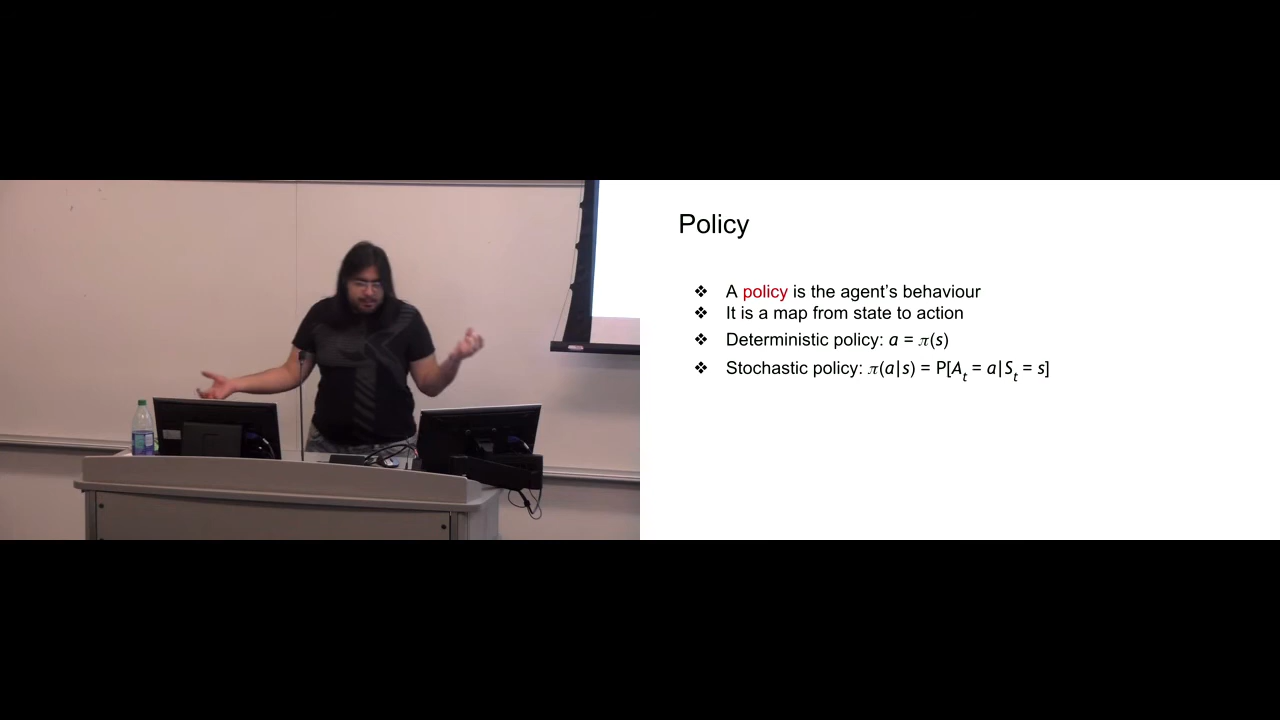 Policy
❖ A policy is the agent's behaviour
❖ It is a map from state to action
❖ Deterministic policy: a = π(s)
❖ Stochastic policy: π(a|s) = P[Aₜ = a|Sₜ = s]